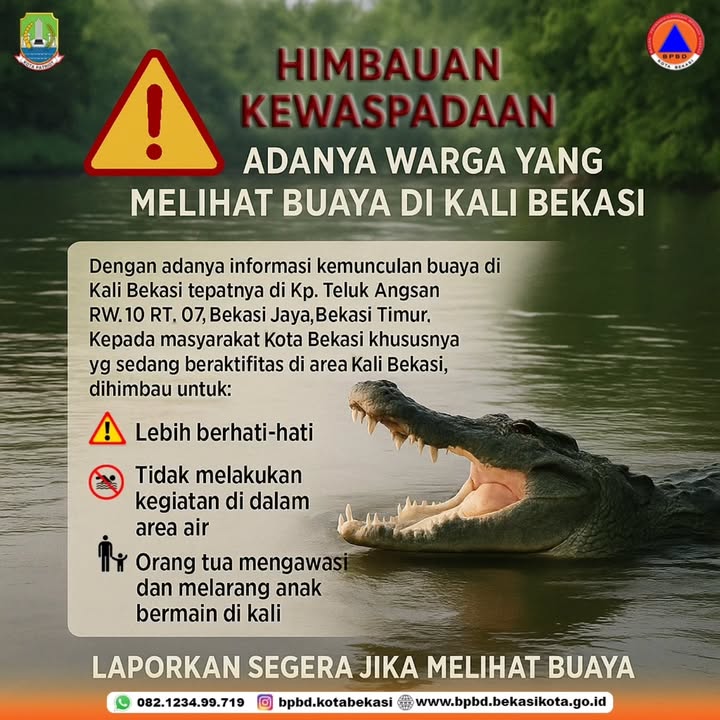 HIMBAUAN
KEWASPADAAN
ADANYA WARGA YANG
MELIHAT BUAYA DI KALI BEKASI
Dengan adanya informasi kemunculan buaya di
Kali Bekasi tepatnya di Kp. Teluk Angsan
RW. 10 RT. 07, Bekasi Jaya, Bekasi Timur.
Kepada masyarakat Kota Bekasi khususnya
yg sedang beraktifitas di area Kali Bekasi,
dihimbau untuk:
Lebih berhati-hati
Tidak melakukan
kegiatan di dalam
area air
Orang tua mengawasi
dan melarang anak
bermain di kali
LAPORKAN SEGERA JIKA MELIHAT BUAYA
082.1234.99.719 bpbd.kotabekasi www.bpbd.bekasikota.go.id
BPBD
KOTA BEKASI